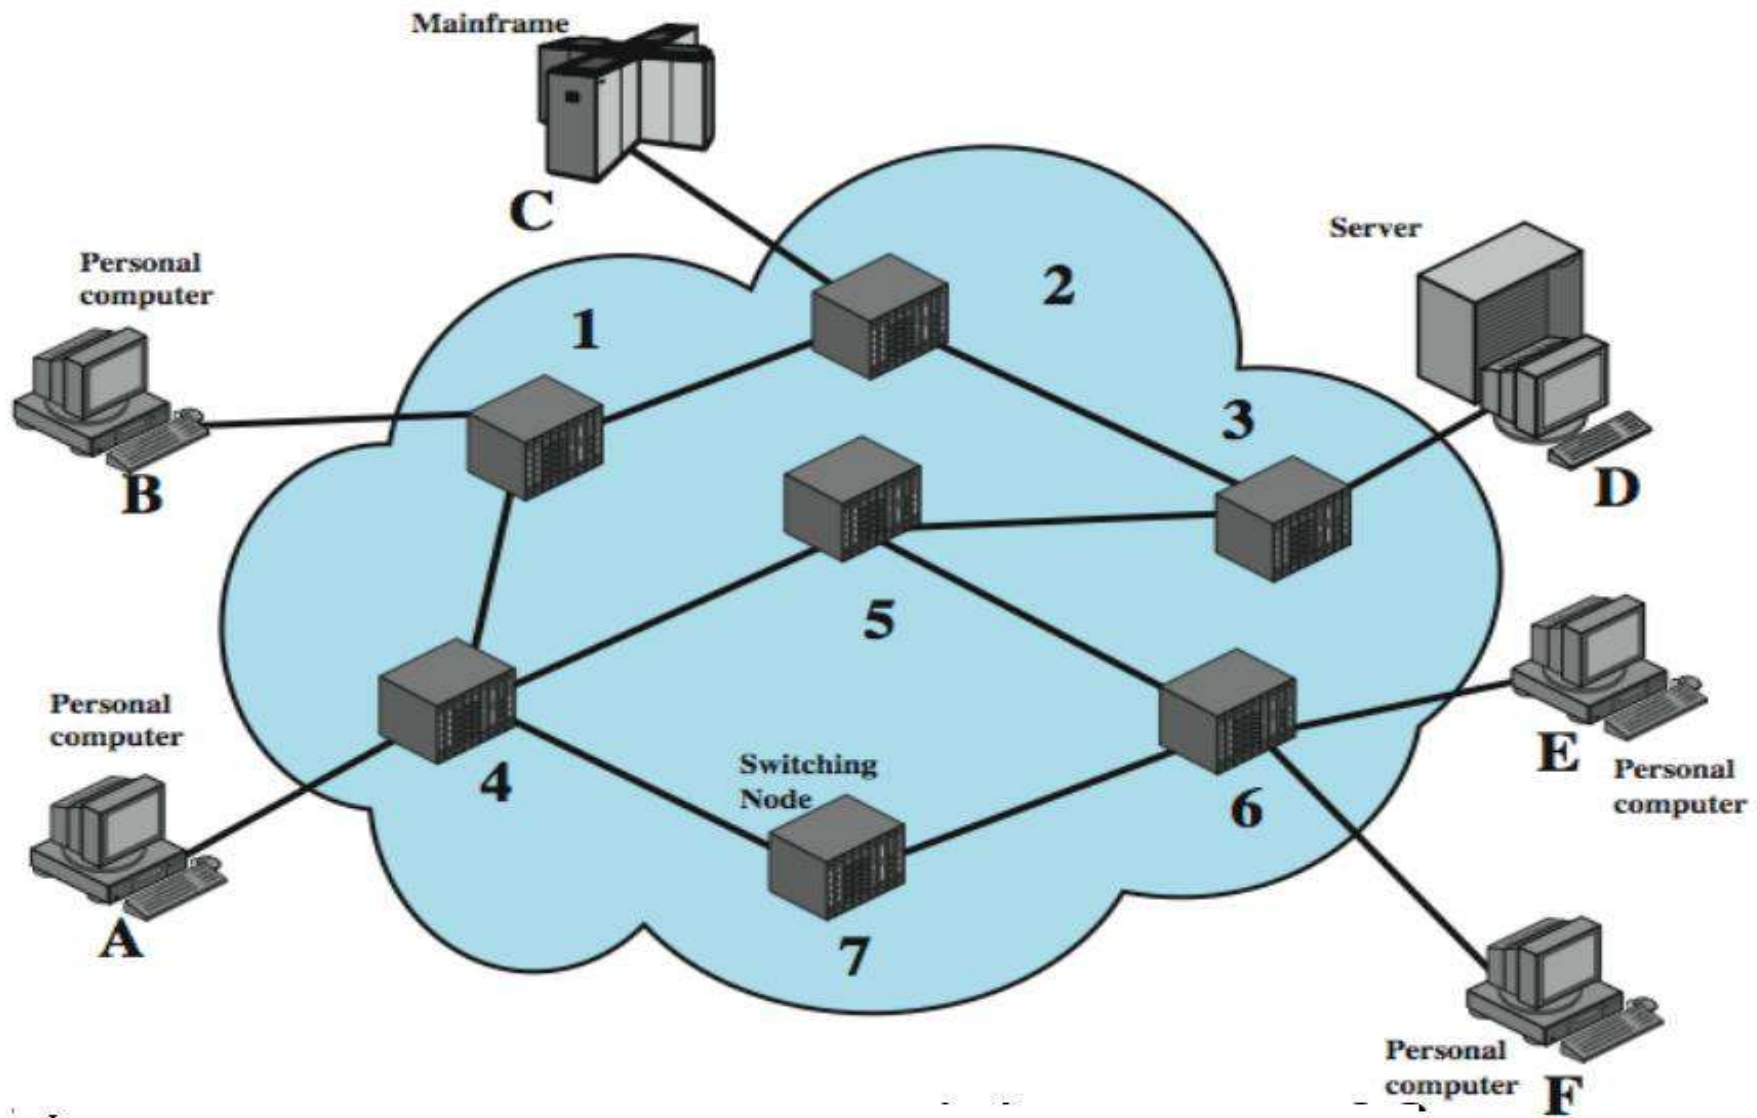 Mainframe
C
Server
2
Personal
computer
1
3
B
D
5
Personal
computer
4
Switching
Node
E
Personal
computer
6
A
7
Personal
computer
F